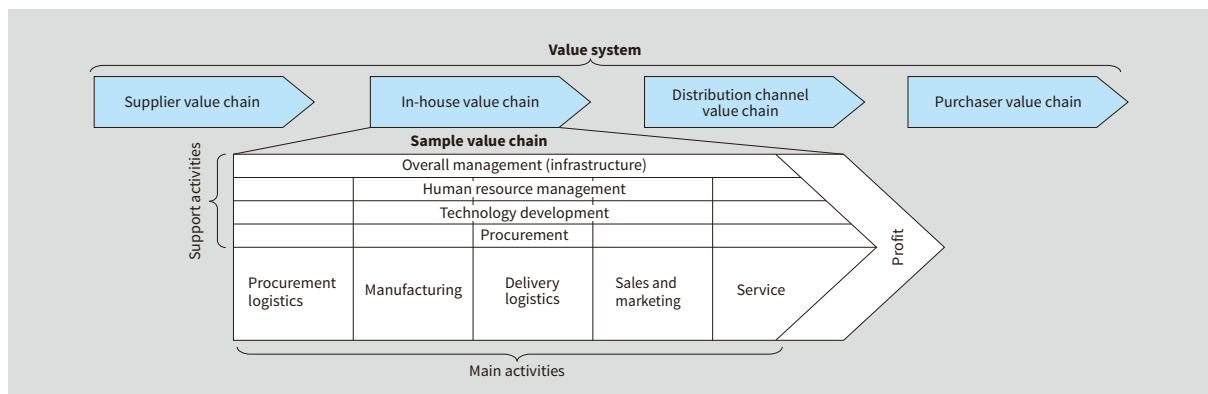 Value system
Supplier value chain
In-house value chain
Distribution channel
value chain
Purchaser value chain
Sample value chain
Support activities
Overall management (infrastructure)
Human resource management
Technology development
Procurement
Procurement
logistics
Manufacturing
Delivery
logistics
Sales and
marketing
Service
Profit
Main activities